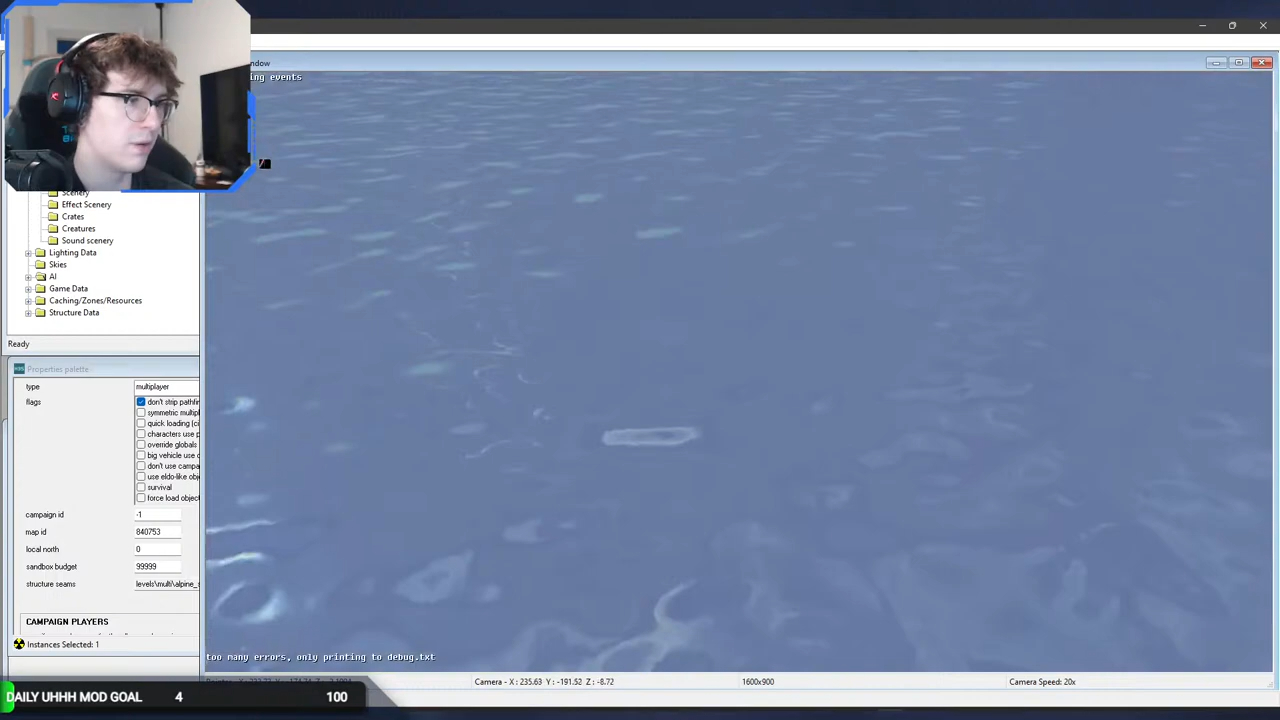 ndow
ing events
Scenery
Effect Scenery
Crates
Creatures
Sound scenery
Lighting Data
Skies
AI
Game Data
Caching/Zones/Resources
Structure Data
Ready
Properties palette
type multiplayer
flags don't strip pathfin
symmetric multipl
quick loading (ci
characters use p
override globals
big vehicle use c
don't use campa
use eldo-like obj
survival
force load object
campaign id -1
map id 840753
local north 0
sandbox budget 99999
structure seams levels\multi\alpine_s
CAMPAIGN PLAYERS
Instances Selected: 1
too many errors, only printing to debug.txt
Camera - X : 235.63 Y : -191.52 Z : -8.72
1600x900
Camera Speed: 20x
DAILY UHHH MOD GOAL 4 100